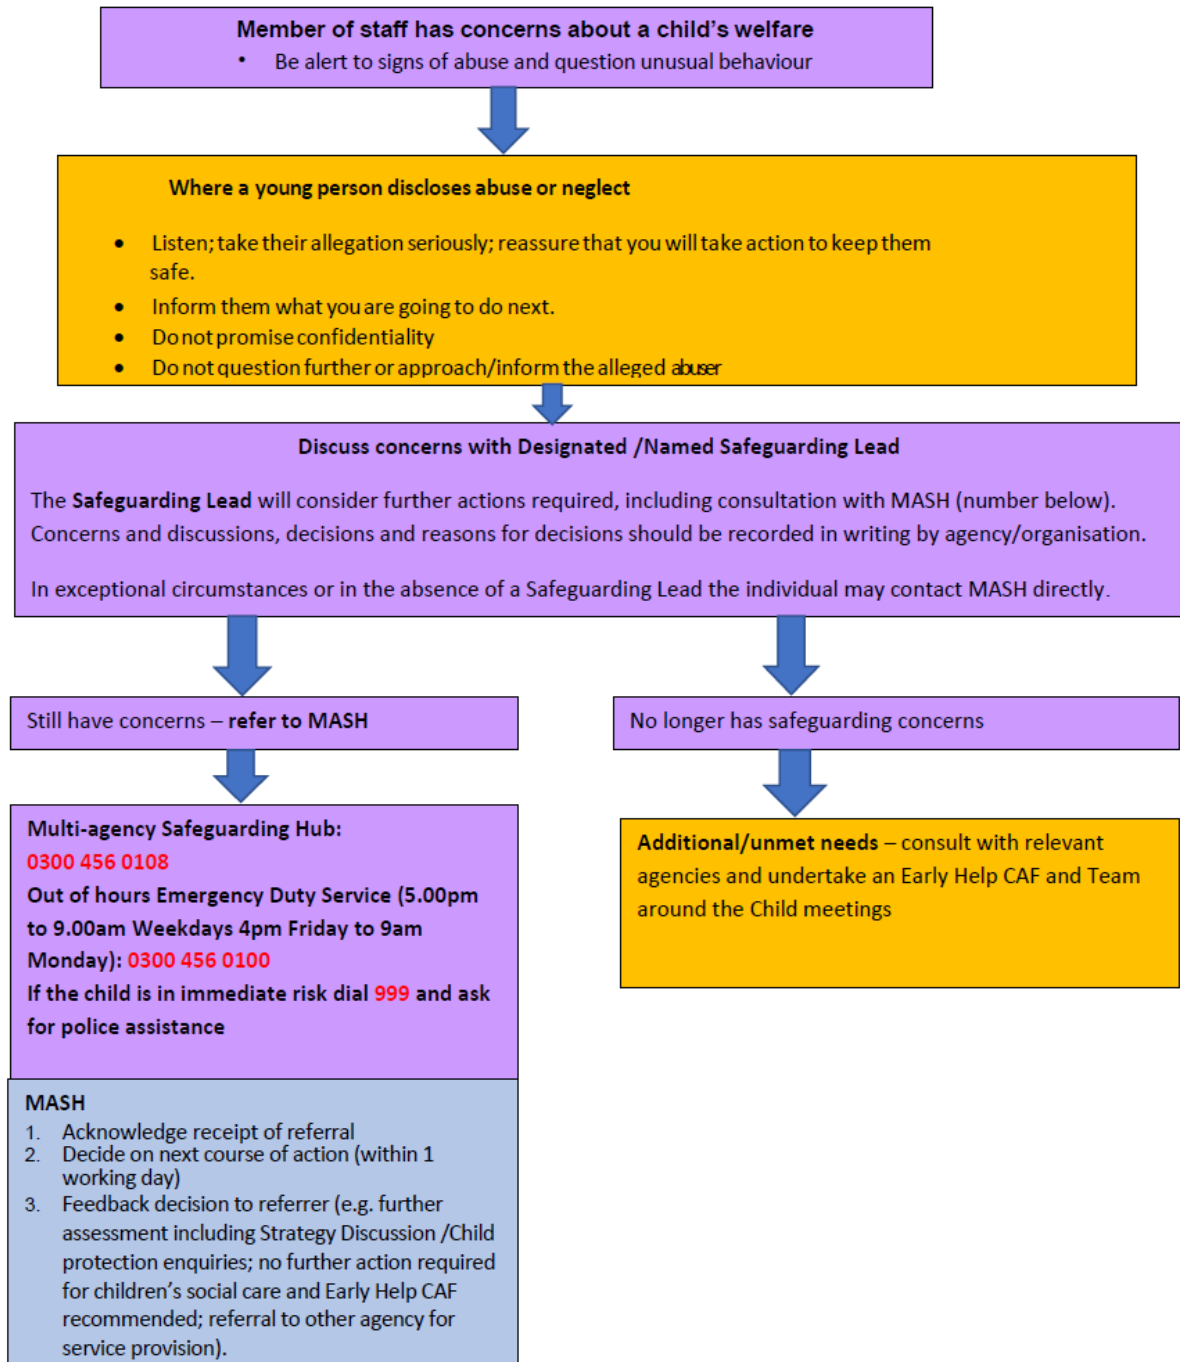 Member of staff has concerns about a child’s welfare
• Be alert to signs of abuse and question unusual behaviour
Where a young person discloses abuse or neglect
• Listen; take their allegation seriously; reassure that you will take action to keep them
safe.
• Inform them what you are going to do next.
• Do not promise confidentiality
• Do not question further or approach/inform the alleged abuser
Discuss concerns with Designated /Named Safeguarding Lead
The Safeguarding Lead will consider further actions required, including consultation with MASH (number below).
Concerns and discussions, decisions and reasons for decisions should be recorded in writing by agency/organisation.
In exceptional circumstances or in the absence of a Safeguarding Lead the individual may contact MASH directly.
Still have concerns – refer to MASH
Multi-agency Safeguarding Hub:
0300 456 0108
Out of hours Emergency Duty Service (5.00pm
to 9.00am Weekdays 4pm Friday to 9am
Monday): 0300 456 0100
If the child is in immediate risk dial 999 and ask
for police assistance
MASH
1. Acknowledge receipt of referral
2. Decide on next course of action (within 1
working day)
3. Feedback decision to referrer (e.g. further
assessment including Strategy Discussion /Child
protection enquiries; no further action required
for children’s social care and Early Help CAF
recommended; referral to other agency for
service provision).
No longer has safeguarding concerns
Additional/unmet needs – consult with relevant
agencies and undertake an Early Help CAF and Team
around the Child meetings